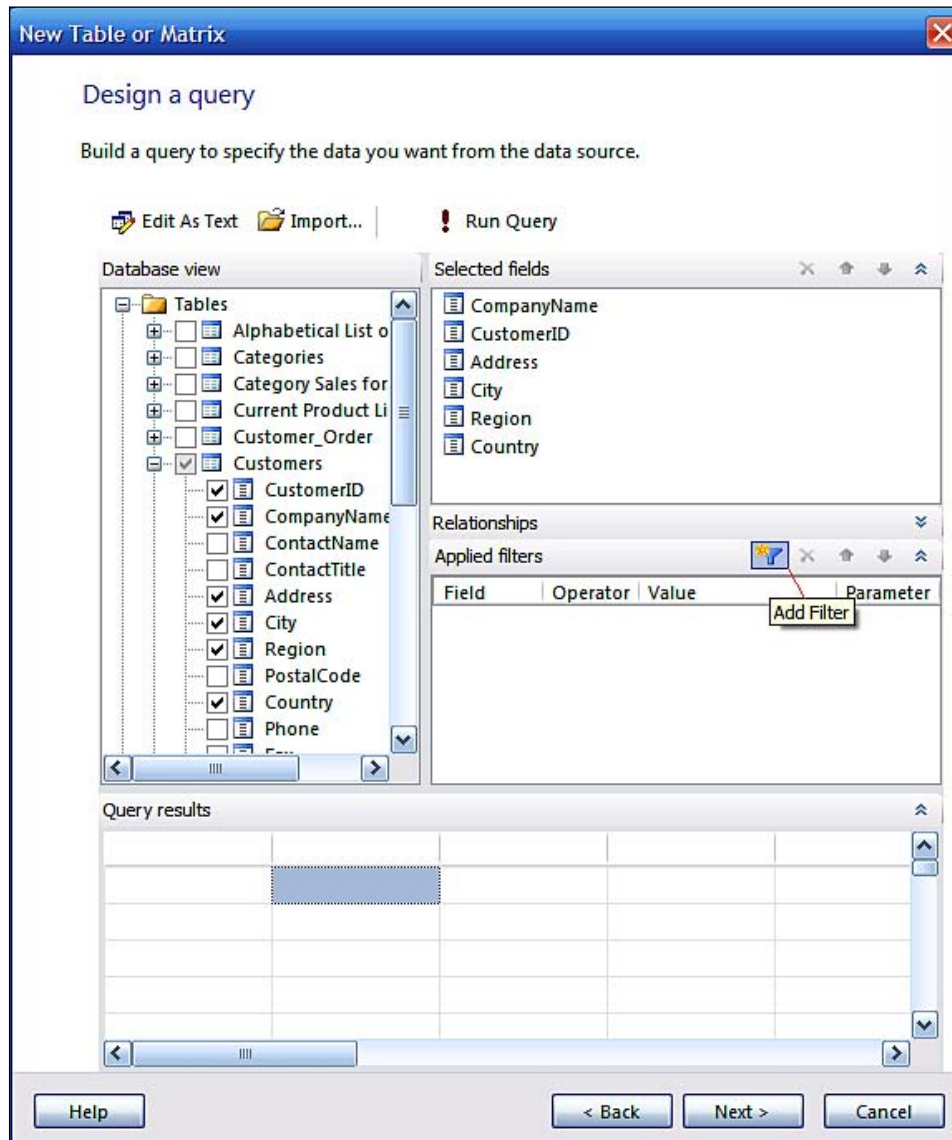 New Table or Matrix
Design a query
Build a query to specify the data you want from the data source.
Edit As Text Import... Run Query
Database view
Tables
Alphabetical List o
Categories
Category Sales for
Current Product Li
Customer_Order
Customers
CustomerID
CompanyName
ContactName
ContactTitle
Address
City
Region
PostalCode
Country
Phone
Selected fields
CompanyName
CustomerID
Address
City
Region
Country
Relationships
Applied filters
Field Operator Value Parameter
Add Filter
Query results
Help < Back Next > Cancel